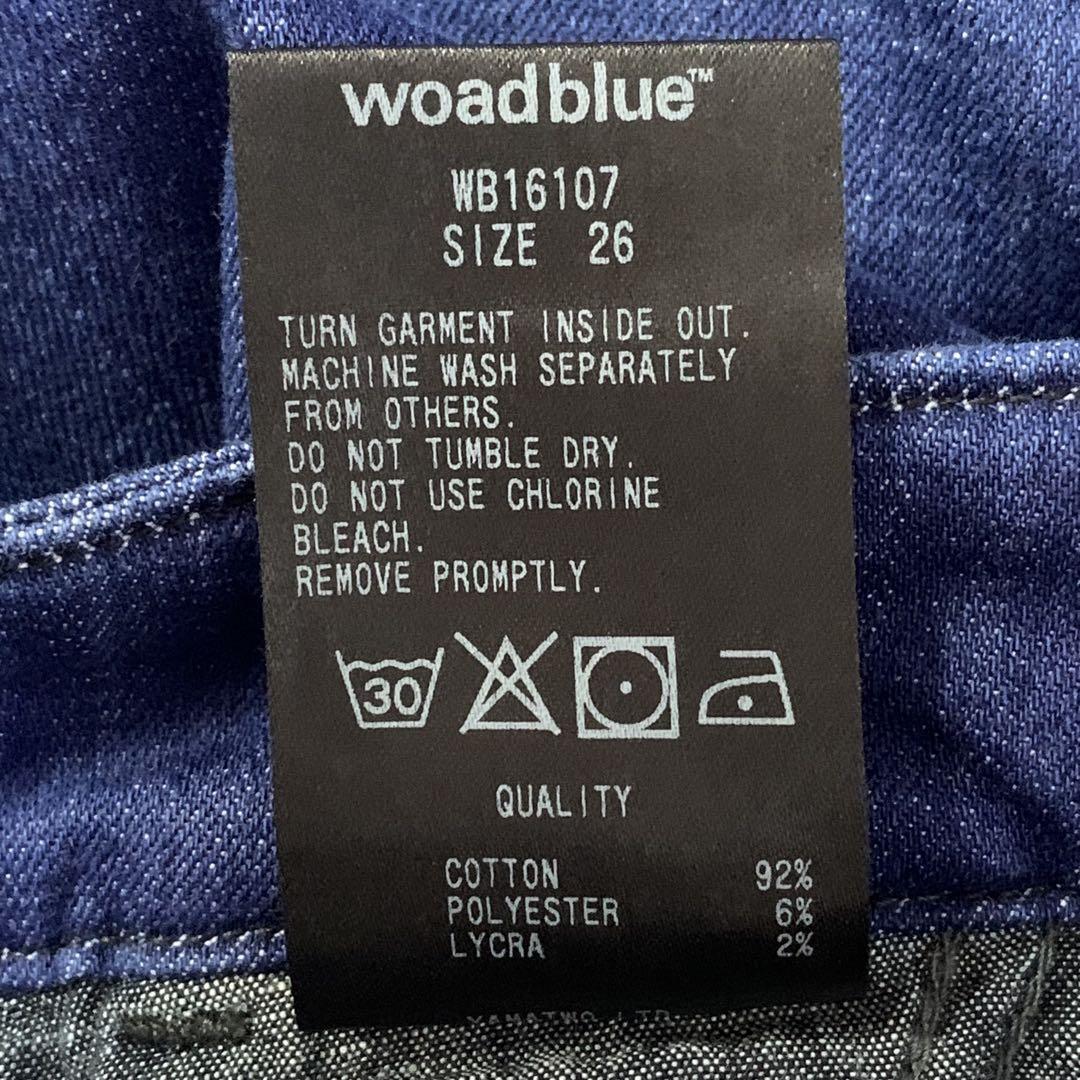 woadblue™
WB16107
SIZE 26
TURN GARMENT INSIDE OUT.
MACHINE WASH SEPARATELY
FROM OTHERS.
DO NOT TUMBLE DRY.
DO NOT USE CHLORINE
BLEACH.
REMOVE PROMPTLY.
30
QUALITY
COTTON 92%
POLYESTER 6%
LYCRA 2%